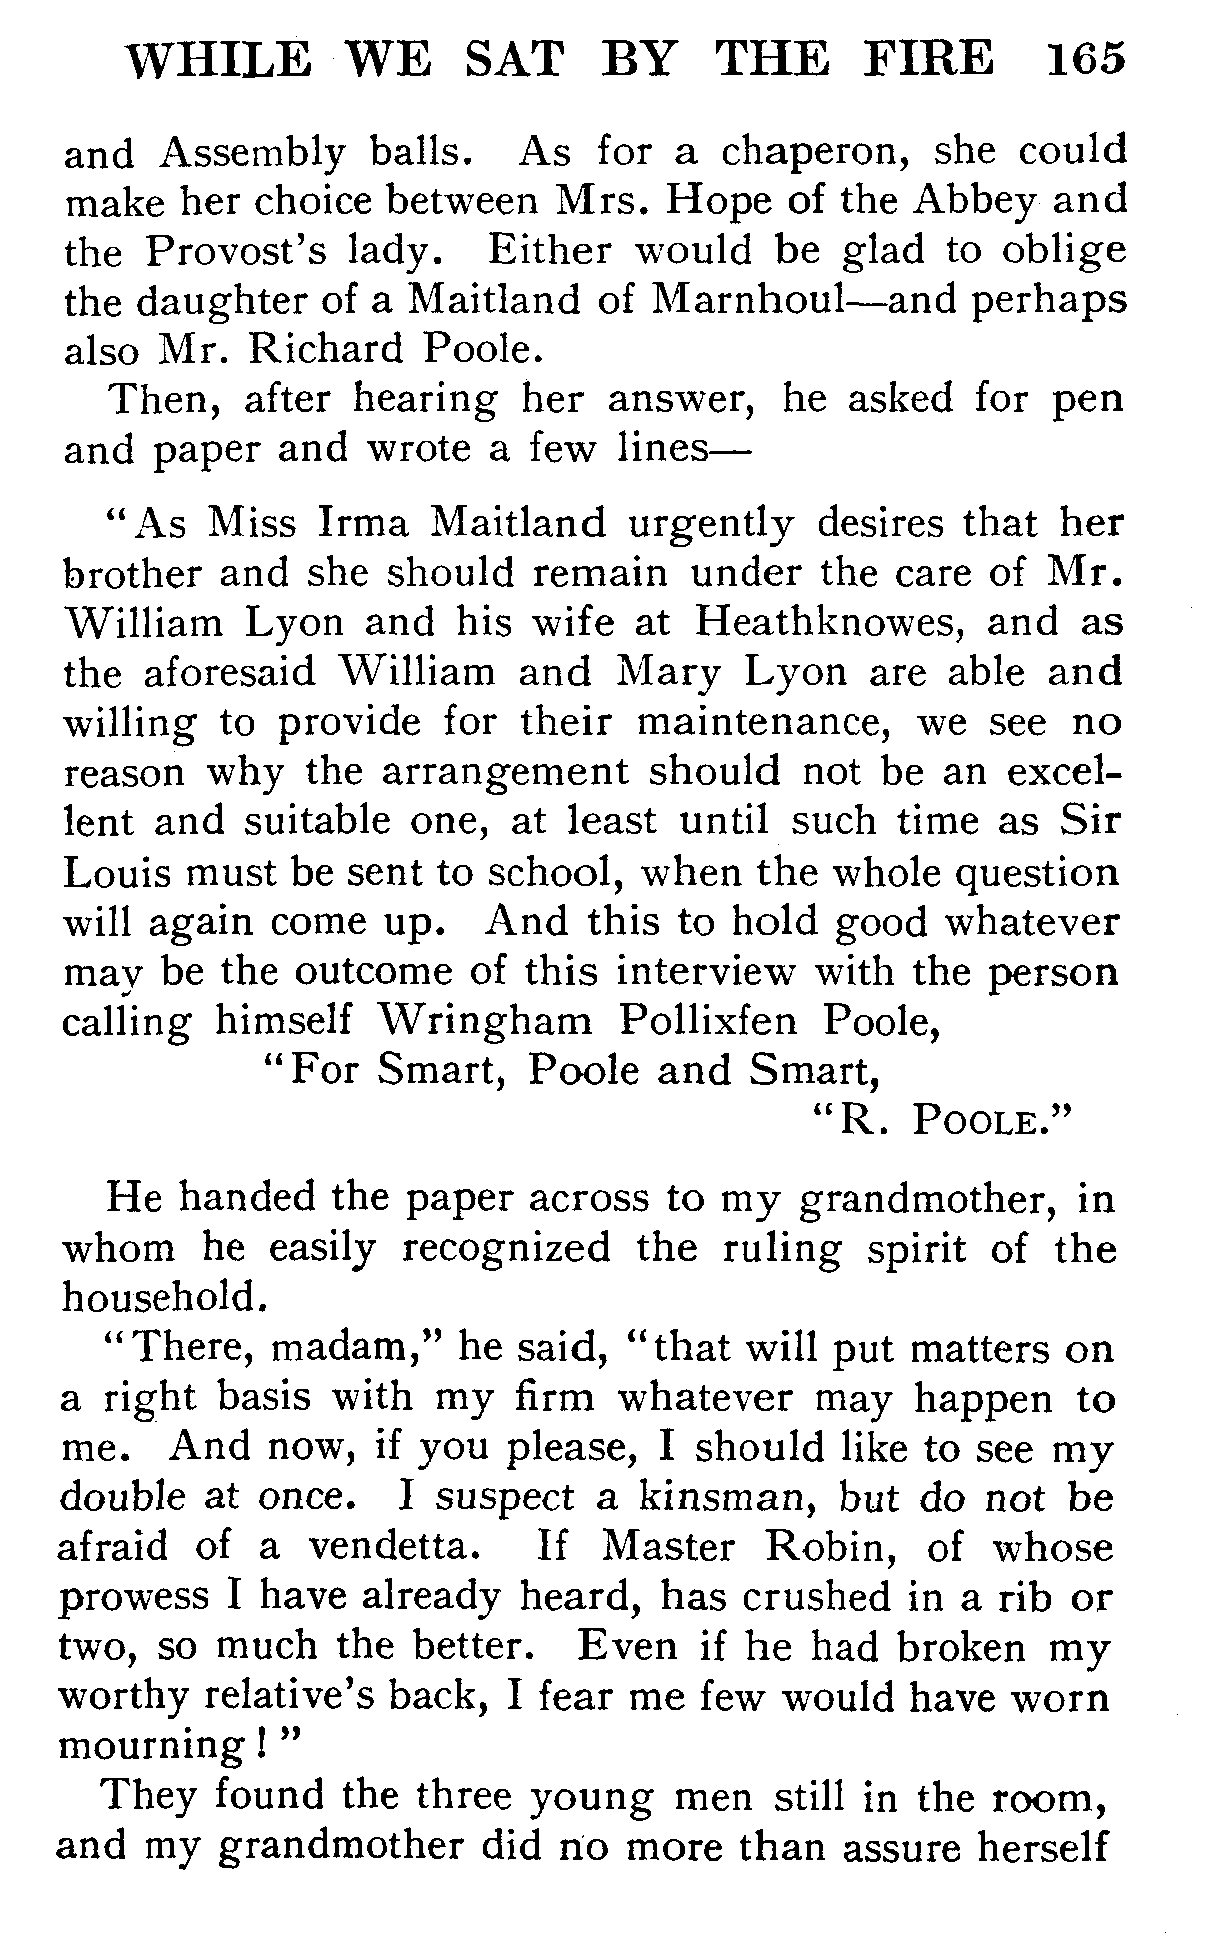 WHILE WE SAT BY THE FIRE 165
and Assembly balls. As for a chaperon, she could
make her choice between Mrs. Hope of the Abbey and
the Provost's lady. Either would be glad to oblige
the daughter of a Maitland of Marnhoul—and perhaps
also Mr. Richard Poole.
Then, after hearing her answer, he asked for pen
and paper and wrote a few lines—
"As Miss Irma Maitland urgently desires that her
brother and she should remain under the care of Mr.
William Lyon and his wife at Heathknowes, and as
the aforesaid William and Mary Lyon are able and
willing to provide for their maintenance, we see no
reason why the arrangement should not be an excel-
lent and suitable one, at least until such time as Sir
Louis must be sent to school, when the whole question
will again come up. And this to hold good whatever
may be the outcome of this interview with the person
calling himself Wringham Pollixfen Poole,
"For Smart, Poole and Smart,
"R. POOLE."
He handed the paper across to my grandmother, in
whom he easily recognized the ruling spirit of the
household.
"There, madam," he said, "that will put matters on
a right basis with my firm whatever may happen to
me. And now, if you please, I should like to see my
double at once. I suspect a kinsman, but do not be
afraid of a vendetta. If Master Robin, of whose
prowess I have already heard, has crushed in a rib or
two, so much the better. Even if he had broken my
worthy relative's back, I fear me few would have worn
mourning!"
They found the three young men still in the room,
and my grandmother did no more than assure herself